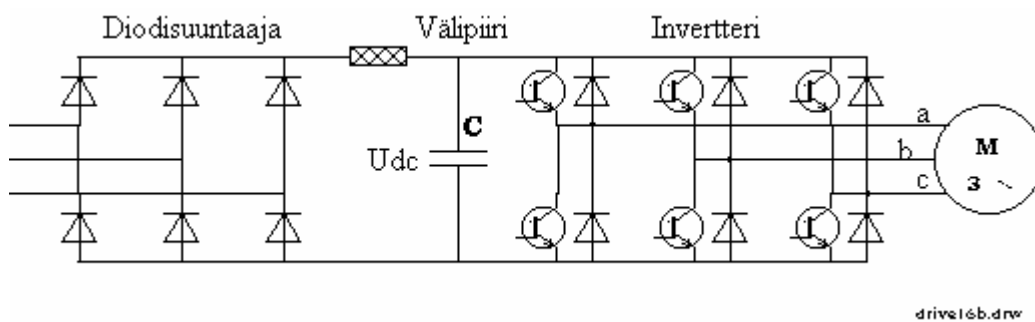 Diodisuuntaaja Välipiiri Invertteri
a
C
Udc
b
M
3 ~
c
drive16b.drw